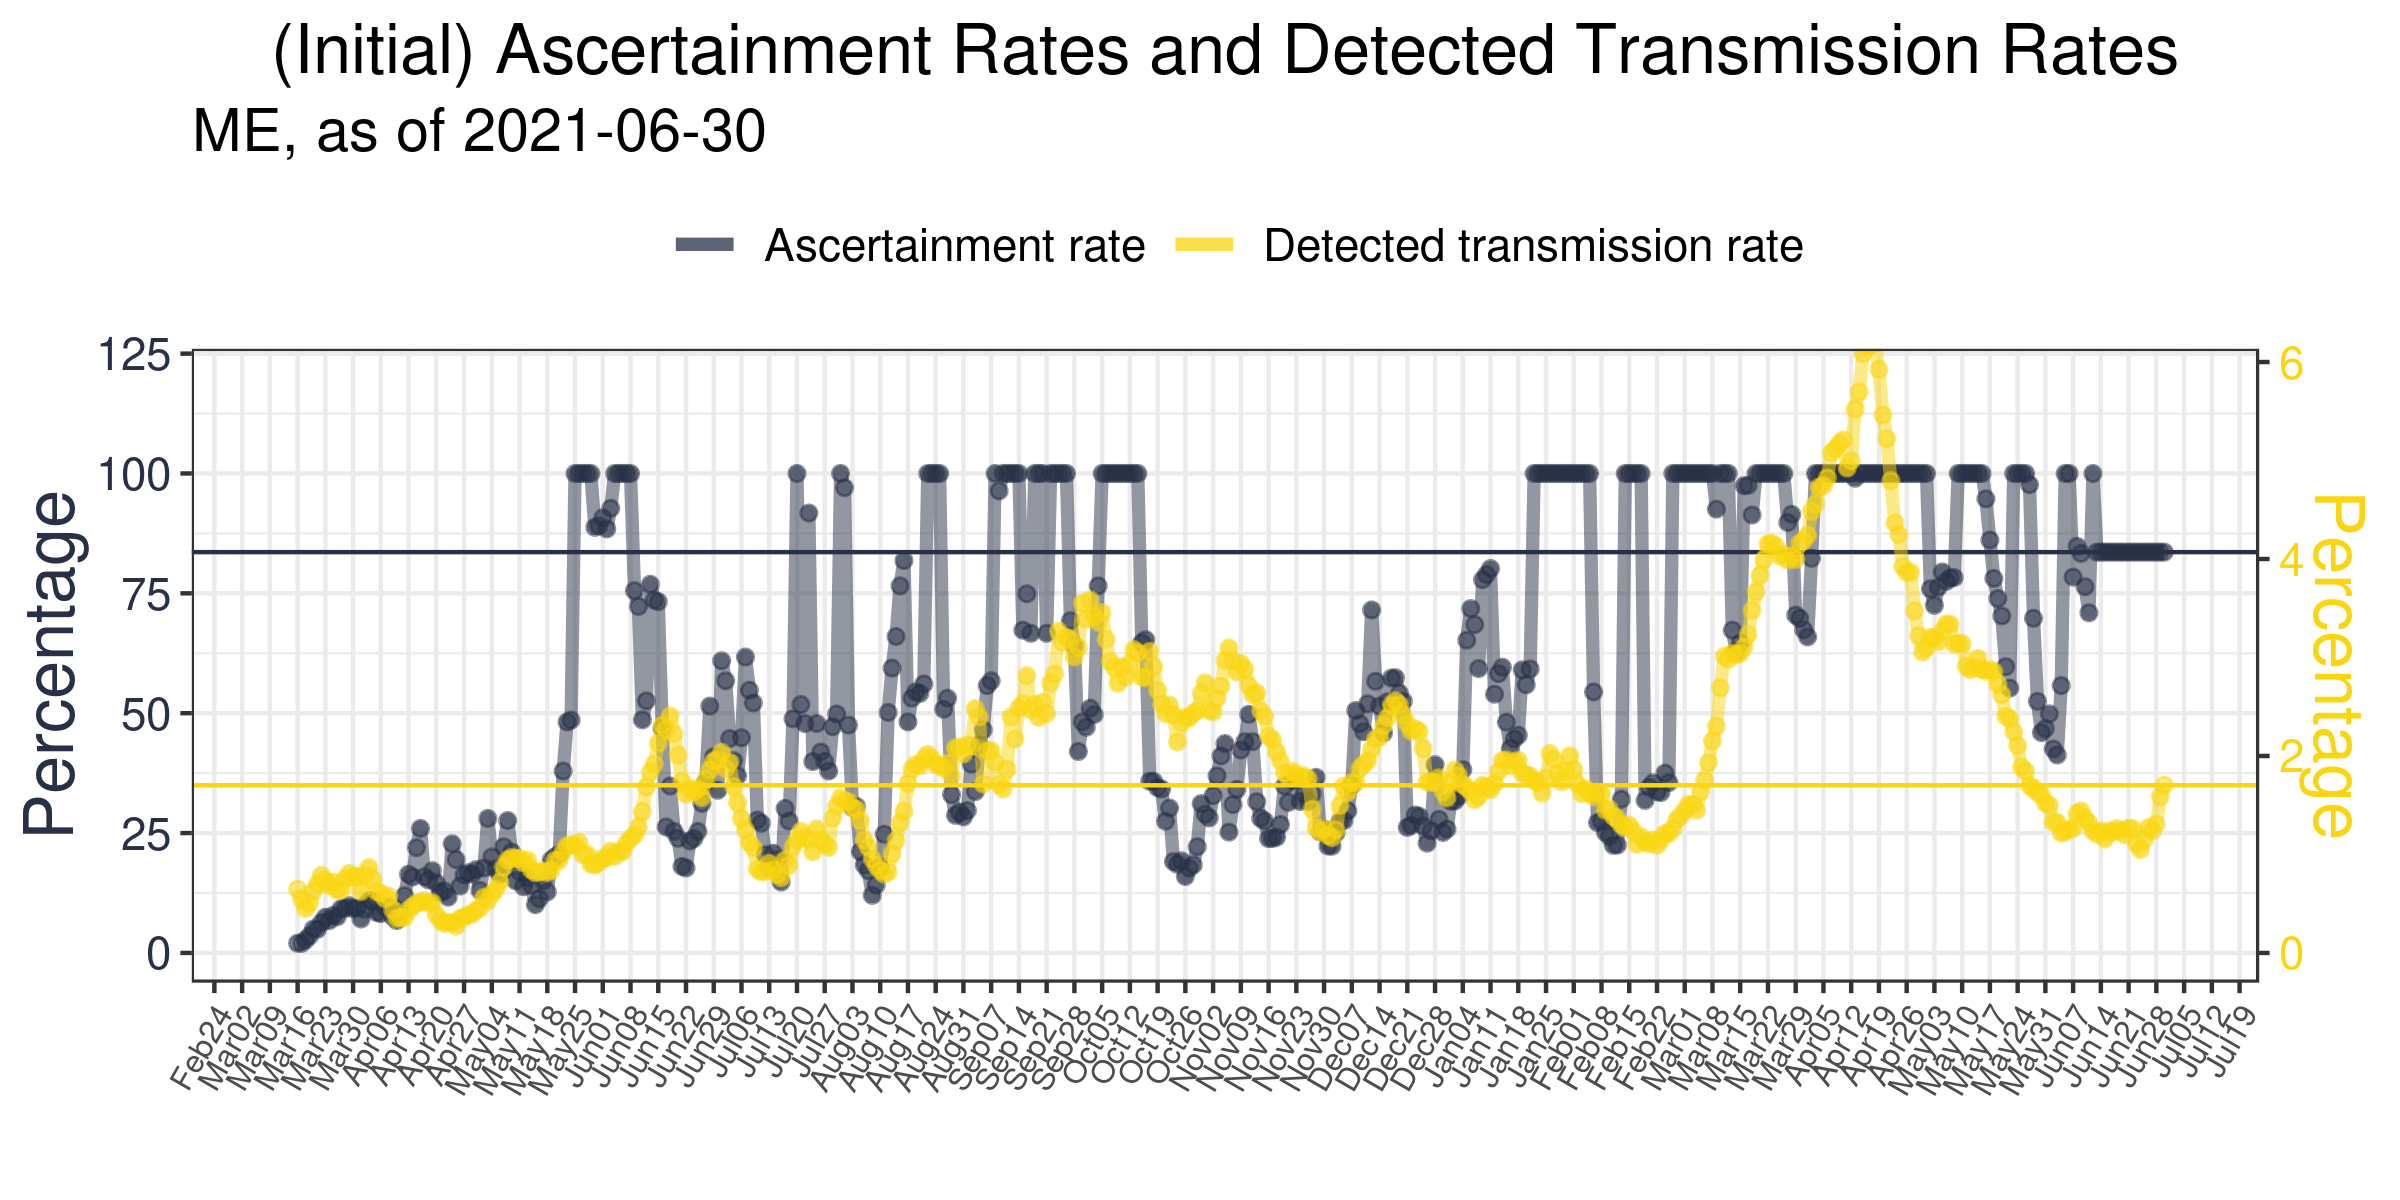 (Initial) Ascertainment Rates and Detected Transmission Rates
ME, as of 2021-06-30
Ascertainment rate
Detected transmission rate
Percentage
125
100
75
50
25
0
6
4
2
0
Percentage
Feb24
Mar02
Mar09
Mar16
Mar23
Mar30
Apr06
Apr13
Apr20
Apr27
May04
May11
May18
May25
Jun01
Jun08
Jun15
Jun22
Jun29
Jul06
Jul13
Jul20
Jul27
Aug03
Aug10
Aug17
Aug24
Aug31
Sep07
Sep14
Sep21
Sep28
Oct05
Oct12
Oct19
Oct26
Nov02
Nov09
Nov16
Nov23
Nov30
Dec07
Dec14
Dec21
Dec28
Jan04
Jan11
Jan18
Jan25
Feb01
Feb08
Feb15
Feb22
Mar01
Mar08
Mar15
Mar22
Mar29
Apr05
Apr12
Apr19
Apr26
May03
May10
May17
May24
May31
Jun07
Jun14
Jun21
Jun28
Jul05
Jul12
Jul19